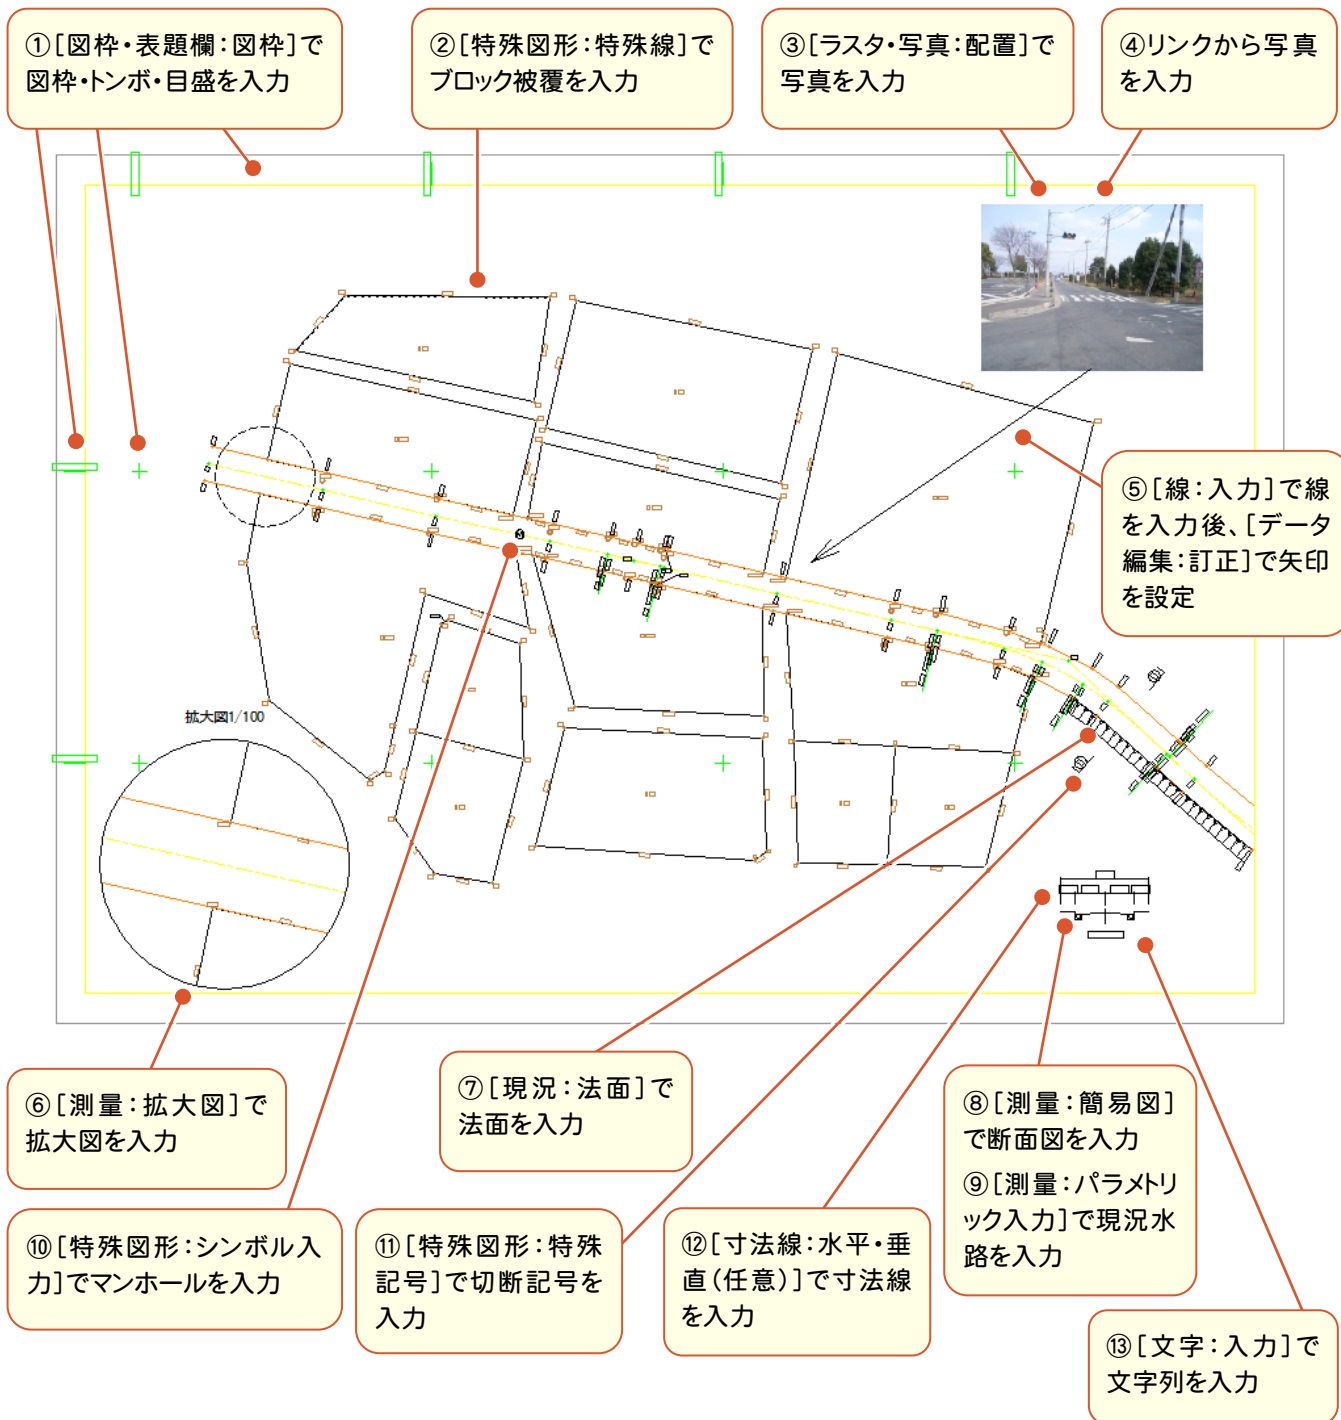 ①[図枠・表題欄：図枠]で
図枠・トンボ・目盛を入力
②[特殊図形：特殊線]で
ブロック被覆を入力
③[ラスタ・写真：配置]で
写真を入力
④リンクから写真
を入力
⑤[線：入力]で線
を入力後、[データ
編集：訂正]で矢印
を設定
拡大図1/100
⑥[測量：拡大図]で
拡大図を入力
⑦[現況：法面]で
法面を入力
⑧[測量：簡易図]
で断面図を入力
⑨[測量：パラメトリ
ック入力]で現況水
路を入力
⑩[特殊図形：シンボル入
力]でマンホールを入力
⑪[特殊図形：特殊
記号]で切断記号を
入力
⑫[寸法線：水平・垂
直(任意)]で寸法線
を入力
⑬[文字：入力]で
文字列を入力